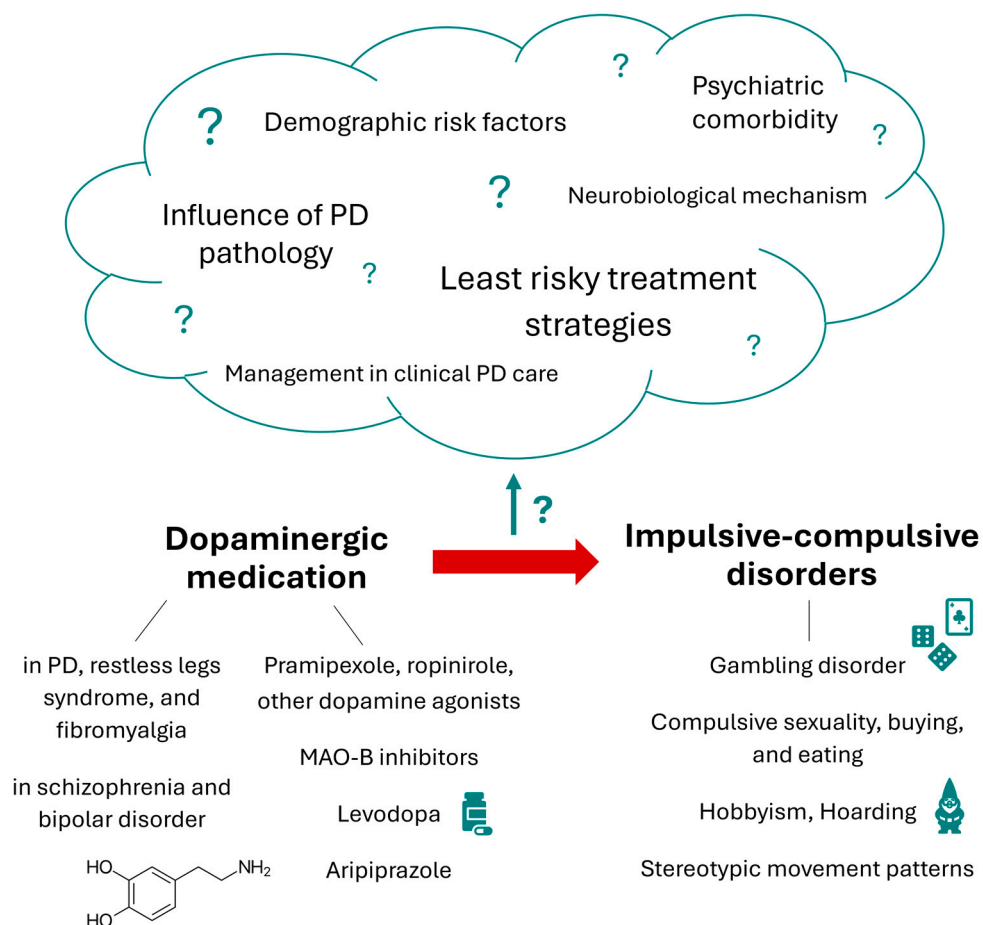 ?
?
Demographic risk factors
Psychiatric
comorbidity
?
?
Neurobiological mechanism
Influence of PD
pathology
?
Least risky treatment
strategies
?
?
Management in clinical PD care
?
Dopaminergic
medication
Impulsive-compulsive
disorders
in PD, restless legs
syndrome, and
fibromyalgia
in schizophrenia and
bipolar disorder
HO
NH₂
HO
Pramipexole, ropinirole,
other dopamine agonists
MAO-B inhibitors
Levodopa
Aripiprazole
Gambling disorder
Compulsive sexuality, buying,
and eating
Hobbyism, Hoarding
Stereotypic movement patterns